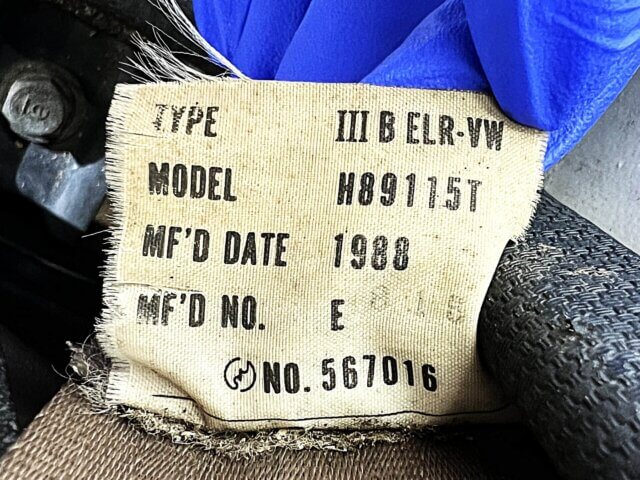 TYPE III B ELR-VW
MODEL H89115T
MF'D DATE 1988
MF'D NO. E
NO. 567016